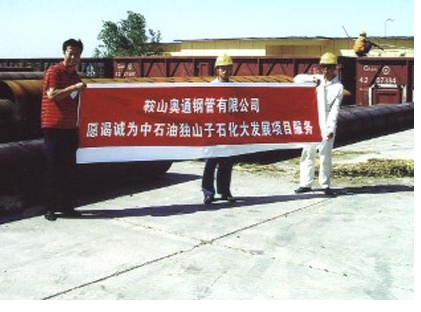 鞍山奥通钢管有限公司
愿竭诚为中石油独山子石化大发展项目服务